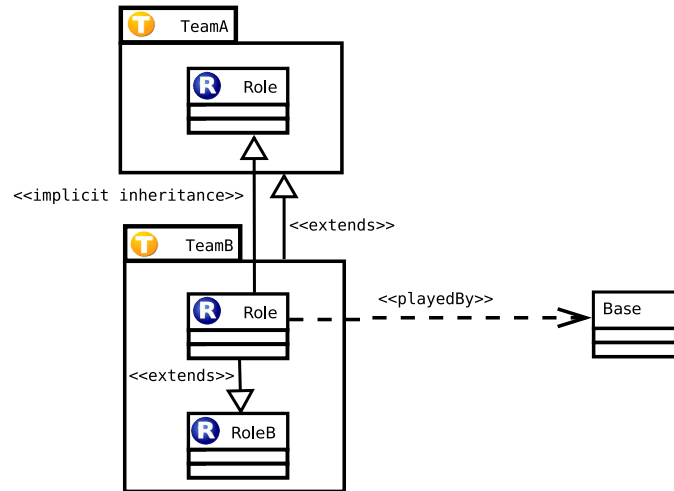 T TeamA
R Role
<<implicit inheritance>>
<<extends>>
T TeamB
R Role
<<playedBy>>
Base
<<extends>>
R RoleB